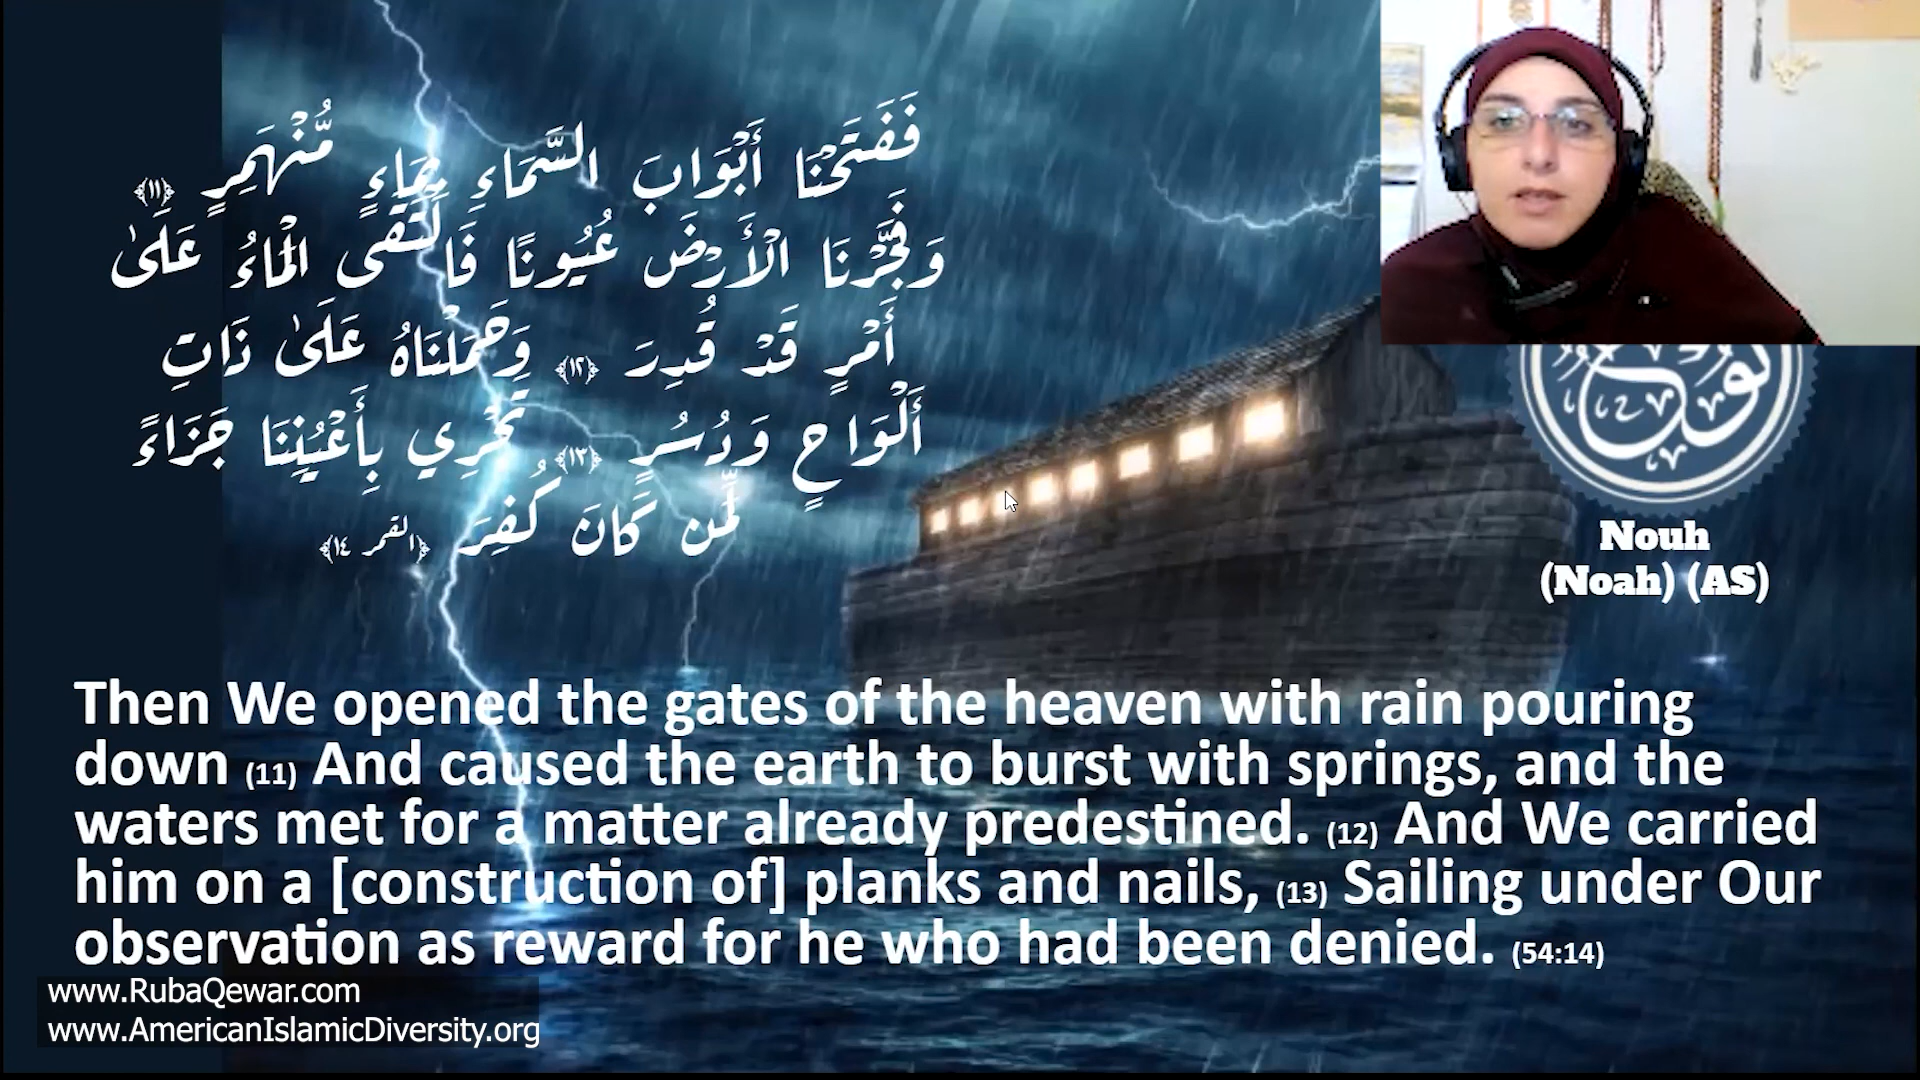 فَفَتَحْنَا أَبْوَابَ السَّمَاءِ بِمَاءٍ مُّنْهَمِرٍ ﴿١١﴾
وَفَجَّرْنَا الْأَرْضَ عُيُونًا فَالْتَقَى الْمَاءُ عَلَىٰ
أَمْرٍ قَدْ قُدِرَ ﴿١٢﴾ وَحَمَلْنَاهُ عَلَىٰ ذَاتِ
أَلْوَاحٍ وَدُسُرٍ ﴿١٣﴾ تَجْرِي بِأَعْيُنِنَا جَزَاءً
لِّمَن كَانَ كُفِرَ ﴿القمر ١٤﴾
نوح
Nouh
(Noah) (AS)
Then We opened the gates of the heaven with rain pouring
down (11) And caused the earth to burst with springs, and the
waters met for a matter already predestined. (12) And We carried
him on a [construction of] planks and nails, (13) Sailing under Our
observation as reward for he who had been denied. (54:14)
www.RubaQewar.com
www.AmericanIslamicDiversity.org